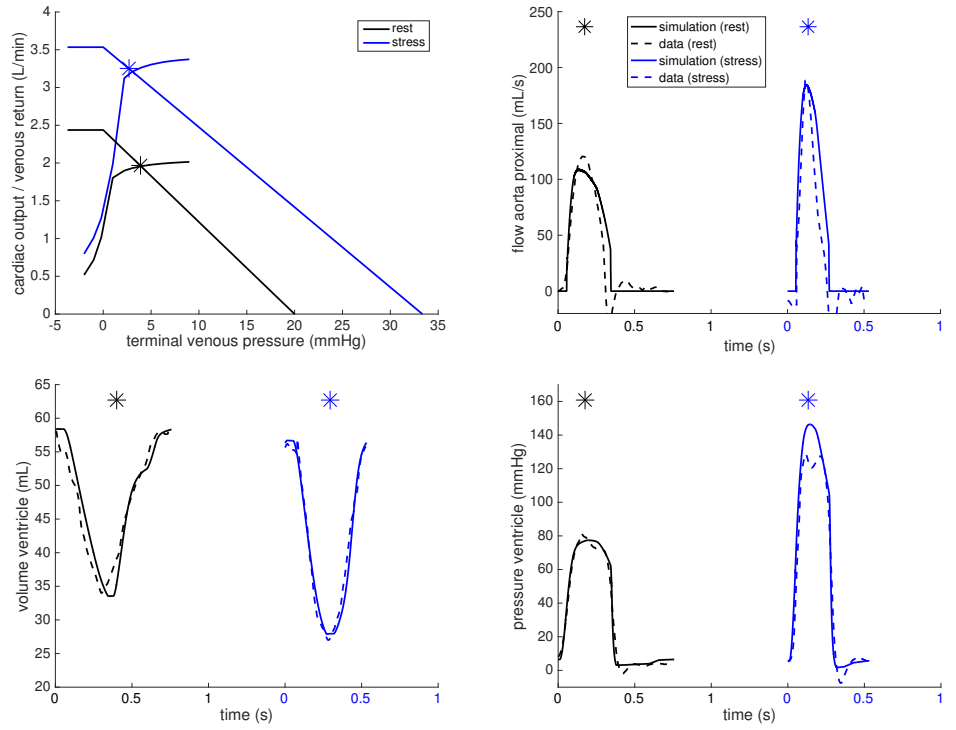 cardiac output / venous return (L/min)
4
3.5
3
2.5
2
1.5
1
0.5
0
-5 0 5 10 15 20 25 30 35
terminal venous pressure (mmHg)
rest
stress
flow aorta proximal (mL/s)
250
200
150
100
50
0
0 0.5 1 0 0.5 1
time (s)
simulation (rest)
data (rest)
simulation (stress)
data (stress)
volume ventricle (mL)
65
60
55
50
45
40
35
30
25
20
0 0.5 1 0 0.5 1
time (s)
pressure ventricle (mmHg)
160
140
120
100
80
60
40
20
0
0 0.5 1 0 0.5 1
time (s)